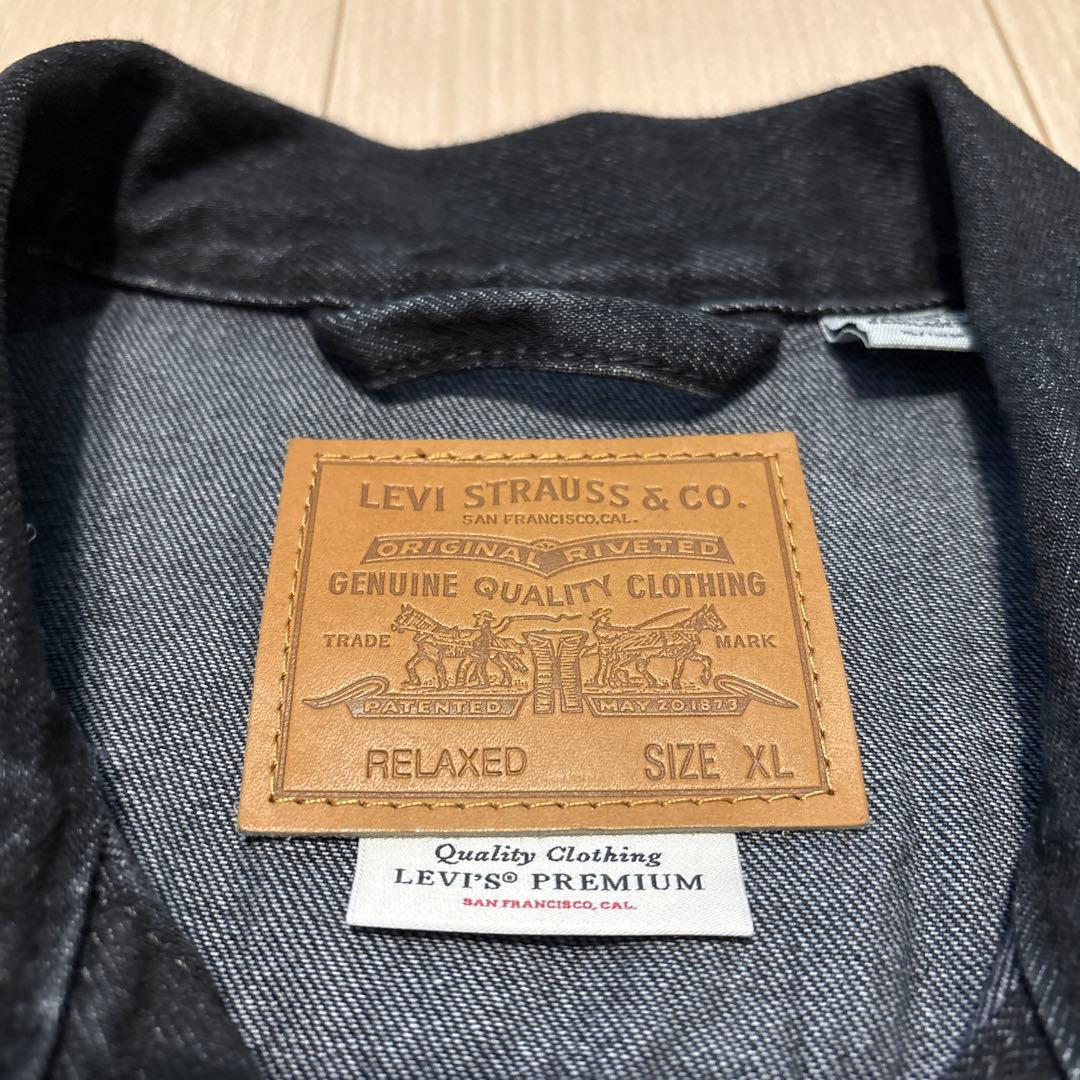 LEVI STRAUSS & CO.
SAN FRANCISCO, CAL.
ORIGINAL RIVETED
GENUINE QUALITY CLOTHING
TRADE MARK
PATENTED MAY 20 1873
RELAXED SIZE XL
Quality Clothing
LEVI'S® PREMIUM
SAN FRANCISCO, CAL.